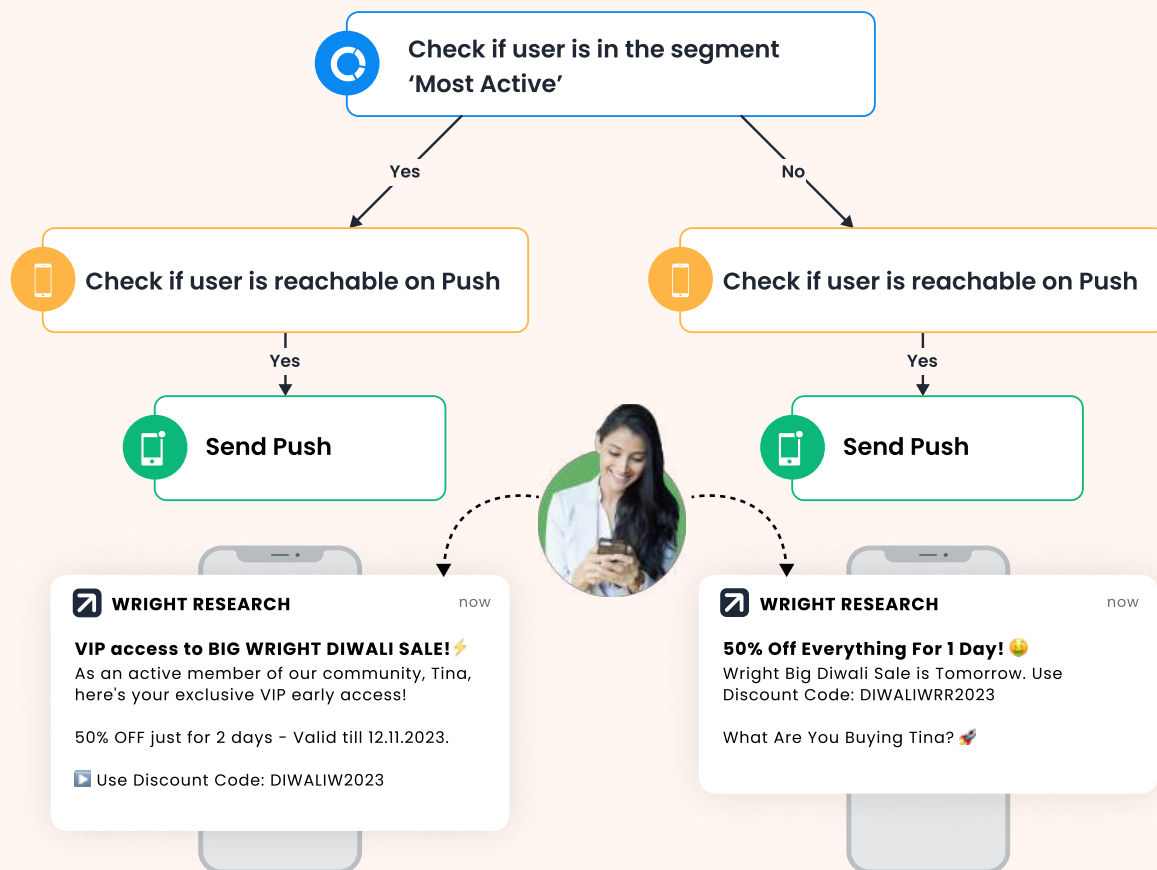 Check if user is in the segment
‘Most Active’
Yes
No
Check if user is reachable on Push
Check if user is reachable on Push
Yes
Yes
Send Push
Send Push
WRIGHT RESEARCH
now
VIP access to BIG WRIGHT DIWALI SALE!⚡
As an active member of our community, Tina,
here's your exclusive VIP early access!
50% OFF just for 2 days - Valid till 12.11.2023.
▶️ Use Discount Code: DIWALIW2023
WRIGHT RESEARCH
now
50% Off Everything For 1 Day! 🤑
Wright Big Diwali Sale is Tomorrow. Use
Discount Code: DIWALIWRR2023
What Are You Buying Tina? 🚀